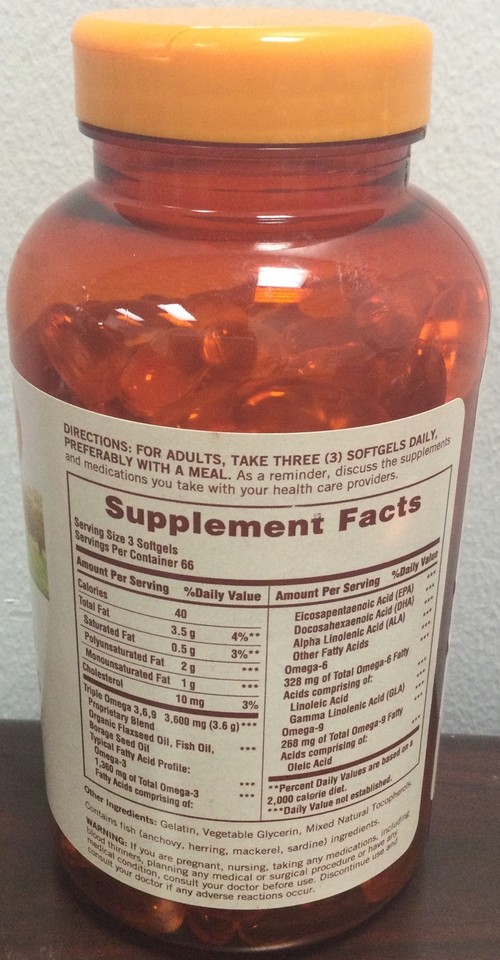 DIRECTIONS: FOR ADULTS, TAKE THREE (3) SOFTGELS DAILY,
PREFERABLY WITH A MEAL. As a reminder, discuss the supplements
and medications you take with your health care providers.
Supplement Facts
Serving Size 3 Softgels
Servings Per Container 66
Amount Per Serving %Daily Value
Calories 40
Total Fat 3.5 g 4%**
Saturated Fat 0.5 g 3%**
Polyunsaturated Fat 2 g ***
Monounsaturated Fat 1 g ***
Cholesterol 10 mg 3%
Triple Omega 3,6,9 3,600 mg (3.6 g) ***
Proprietary Blend
Organic Flaxseed Oil, Fish Oil,
Borage Seed Oil ***
Typical Fatty Acid Profile:
Omega-3
1,360 mg of Total Omega-3 ***
Fatty Acids comprising of: ***
Amount Per Serving %Daily Value
Eicosapentaenoic Acid (EPA) ***
Docosahexaenoic Acid (DHA) ***
Alpha Linolenic Acid (ALA) ***
Other Fatty Acids ***
Omega-6
328 mg of Total Omega-6 Fatty ***
Acids comprising of:
Linoleic Acid ***
Gamma Linolenic Acid (GLA) ***
Omega-9
268 mg of Total Omega-9 Fatty ***
Acids comprising of:
Oleic Acid ***
**Percent Daily Values are based on a
2,000 calorie diet.
***Daily Value not established.
Other Ingredients: Gelatin, Vegetable Glycerin, Mixed Natural Tocopherols.
Contains fish (anchovy, herring, mackerel, sardine) ingredients.
WARNING: If you are pregnant, nursing, taking any medications, including
blood thinners, planning any medical or surgical procedure or have any
medical condition, consult your doctor before use. Discontinue use and
consult your doctor if any adverse reactions occur.